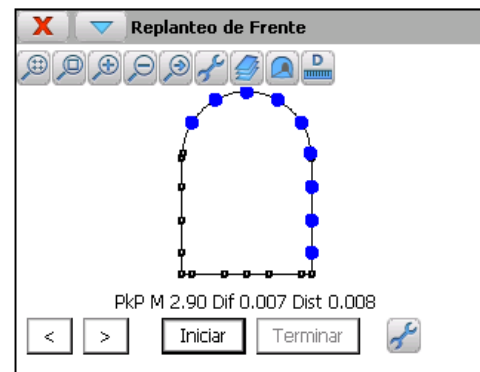 X Replanteo de Frente
D
PkP M 2.90 Dif 0.007 Dist 0.008
< > Iniciar Terminar